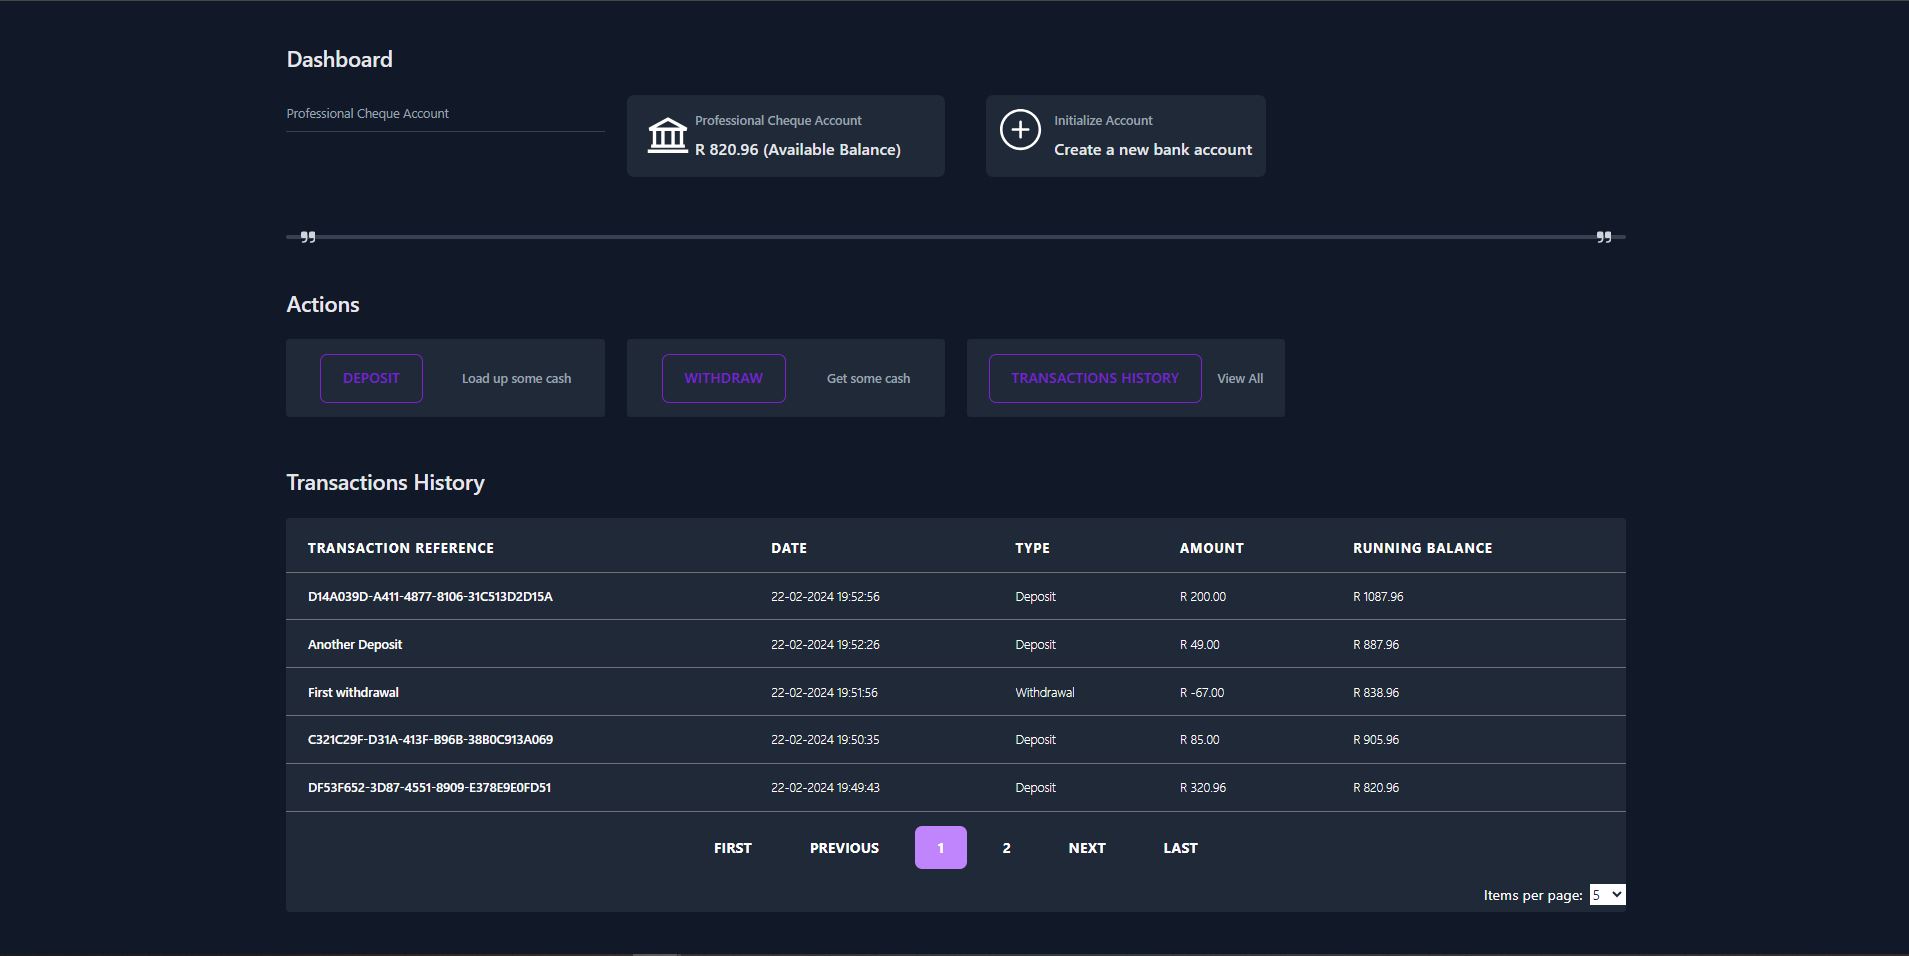 Dashboard
Professional Cheque Account
Professional Cheque Account
R 820.96 (Available Balance)
Initialize Account
Create a new bank account
Actions
DEPOSIT Load up some cash
WITHDRAW Get some cash
TRANSACTIONS HISTORY View All
Transactions History
TRANSACTION REFERENCE DATE TYPE AMOUNT RUNNING BALANCE
D14A039D-A411-4877-8106-31C513D2D15A 22-02-2024 19:52:56 Deposit R 200.00 R 1087.96
Another Deposit 22-02-2024 19:52:26 Deposit R 49.00 R 887.96
First withdrawal 22-02-2024 19:51:56 Withdrawal R -67.00 R 838.96
C321C29F-D31A-413F-B96B-38B0C913A069 22-02-2024 19:50:35 Deposit R 85.00 R 905.96
DF53F652-3D87-4551-8909-E378E9E0FD51 22-02-2024 19:49:43 Deposit R 320.96 R 820.96
FIRST PREVIOUS 1 2 NEXT LAST
Items per page: 5